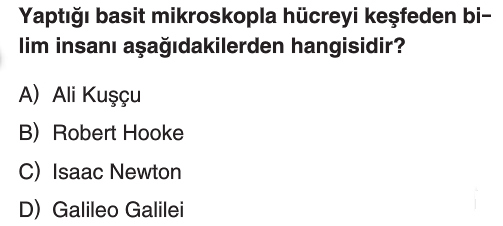 Yaptığı basit mikroskopla hücreyi keşfeden bi-
lim insanı aşağıdakilerden hangisidir?
A) Ali Kuşçu
B) Robert Hooke
C) Isaac Newton
D) Galileo Galilei